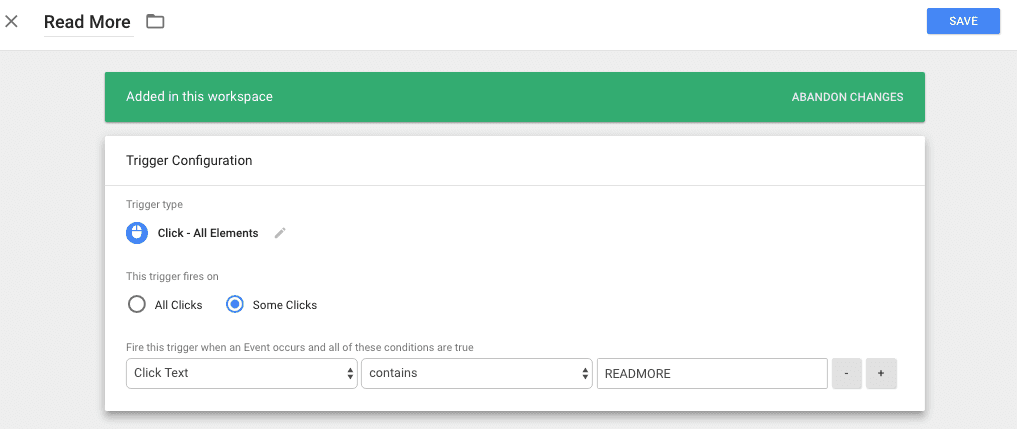 Read More
SAVE
Added in this workspace
ABANDON CHANGES
Trigger Configuration
Trigger type
Click - All Elements
This trigger fires on
All Clicks
Some Clicks
Fire this trigger when an Event occurs and all of these conditions are true
Click Text
contains
READMORE
-
+